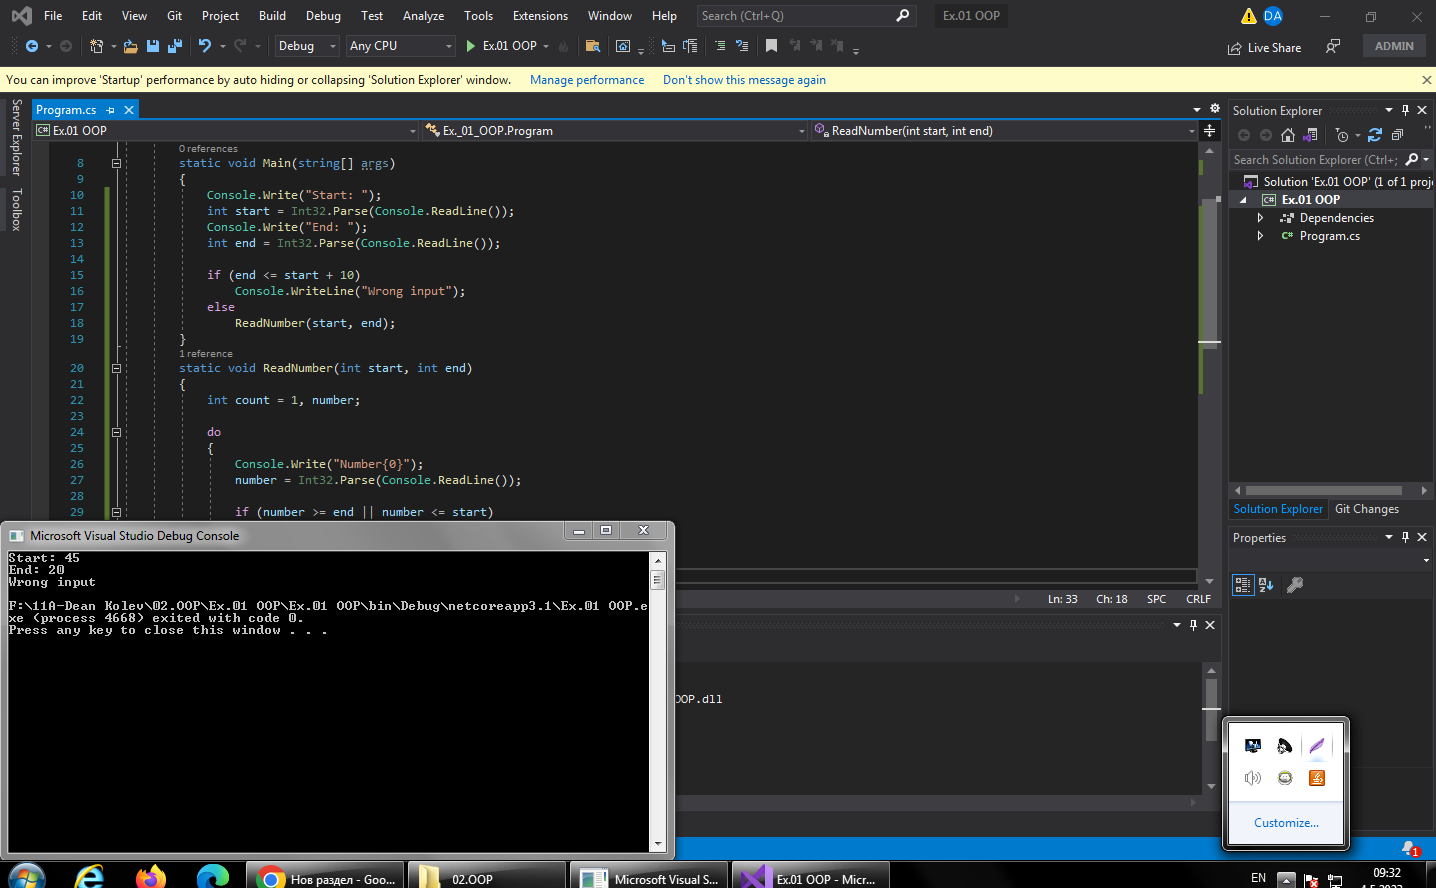 File Edit View Git Project Build Debug Test Analyze Tools Extensions Window Help Search (Ctrl+Q) Ex.01 OOP DA
Debug Any CPU Ex.01 OOP Live Share ADMIN
You can improve 'Startup' performance by auto hiding or collapsing 'Solution Explorer' window. Manage performance Don't show this message again
Server Explorer
Toolbox
Program.cs
Ex.01 OOP Ex._01_OOP.Program ReadNumber(int start, int end)
0 references
8 static void Main(string[] args)
9 {
10 Console.Write("Start: ");
11 int start = Int32.Parse(Console.ReadLine());
12 Console.Write("End: ");
13 int end = Int32.Parse(Console.ReadLine());
14
15 if (end <= start + 10)
16 Console.WriteLine("Wrong input");
17 else
18 ReadNumber(start, end);
19 }
1 reference
20 static void ReadNumber(int start, int end)
21 {
22 int count = 1, number;
23
24 do
25 {
26 Console.Write("Number{0}");
27 number = Int32.Parse(Console.ReadLine());
28
29 if (number >= end || number <= start)
Ln: 33 Ch: 18 SPC CRLF
OOP.dll
Solution Explorer
Search Solution Explorer (Ctrl+;
Solution 'Ex.01 OOP' (1 of 1 proj
Ex.01 OOP
Dependencies
Program.cs
Solution Explorer Git Changes
Properties
Microsoft Visual Studio Debug Console
Start: 45
End: 20
Wrong input
F:\11A-Dean Kolev\02.OOP\Ex.01 OOP\Ex.01 OOP\bin\Debug\netcoreapp3.1\Ex.01 OOP.e
xe (process 4668) exited with code 0.
Press any key to close this window . . .
Customize...
1
Нов раздел - Goo... 02.OOP Microsoft Visual S... Ex.01 OOP - Micr... EN 09:32